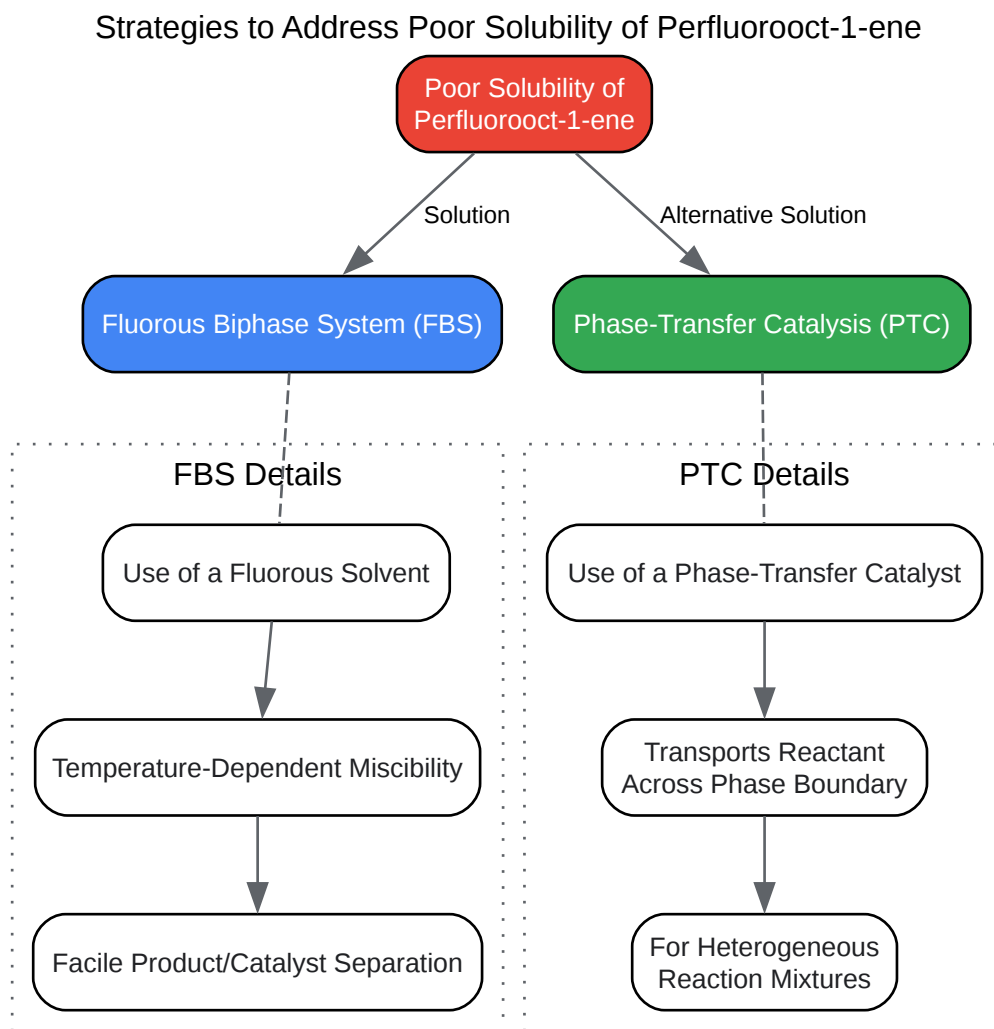 Strategies to Address Poor Solubility of Perfluorooct-1-ene
Poor Solubility of
Perfluorooct-1-ene
Solution
Alternative Solution
Fluorous Biphase System (FBS)
Phase-Transfer Catalysis (PTC)
FBS Details
Use of a Fluorous Solvent
Temperature-Dependent Miscibility
Facile Product/Catalyst Separation
PTC Details
Use of a Phase-Transfer Catalyst
Transports Reactant
Across Phase Boundary
For Heterogeneous
Reaction Mixtures